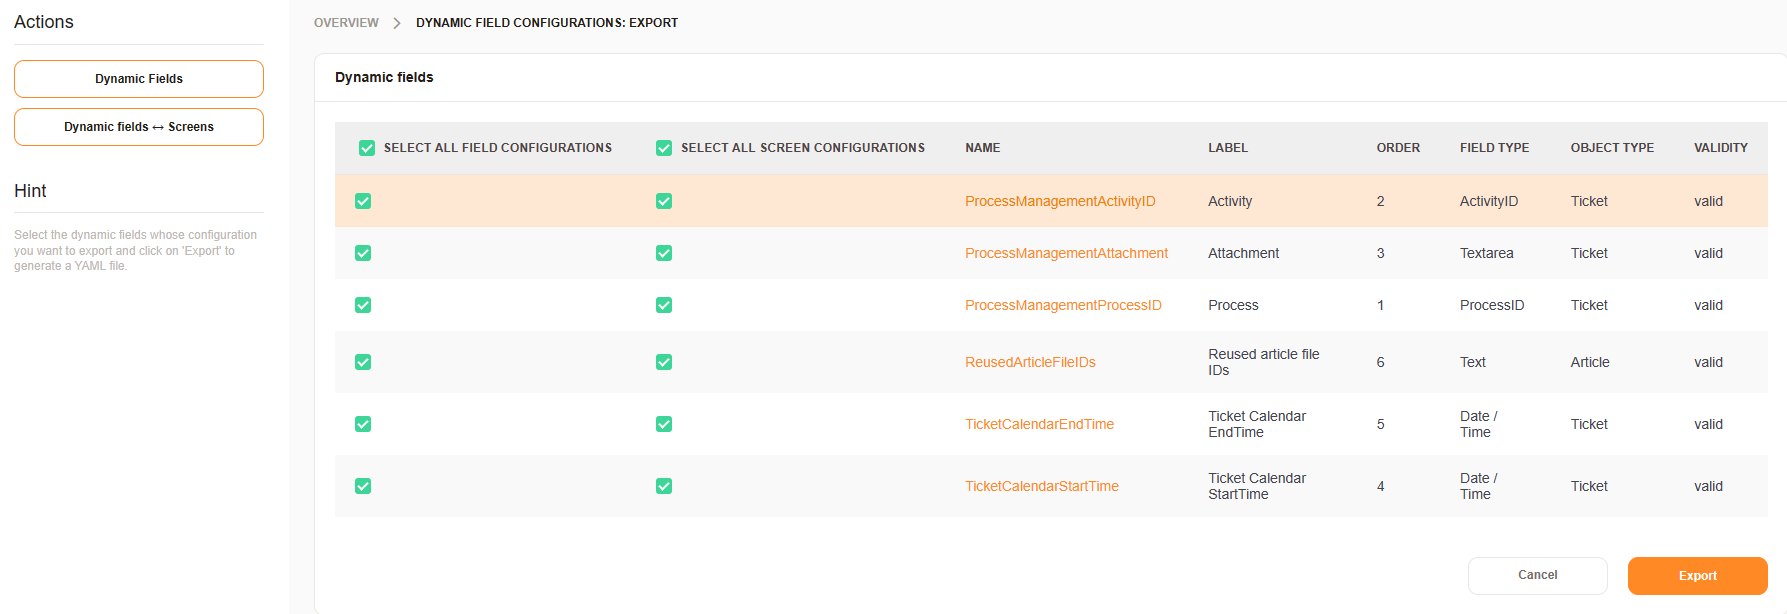 Actions
Dynamic Fields
Dynamic fields ↔ Screens
Hint
Select the dynamic fields whose configuration
you want to export and click on 'Export' to
generate a YAML file.
OVERVIEW > DYNAMIC FIELD CONFIGURATIONS: EXPORT
Dynamic fields
SELECT ALL FIELD CONFIGURATIONS SELECT ALL SCREEN CONFIGURATIONS NAME LABEL ORDER FIELD TYPE OBJECT TYPE VALIDITY
ProcessManagementActivityID Activity 2 ActivityID Ticket valid
ProcessManagementAttachment Attachment 3 Textarea Ticket valid
ProcessManagementProcessID Process 1 ProcessID Ticket valid
ReusedArticleFileIDs Reused article file 6 Text Article valid
IDs
TicketCalendarEndTime Ticket Calendar 5 Date / Ticket valid
EndTime Time
TicketCalendarStartTime Ticket Calendar 4 Date / Ticket valid
StartTime Time
Cancel Export